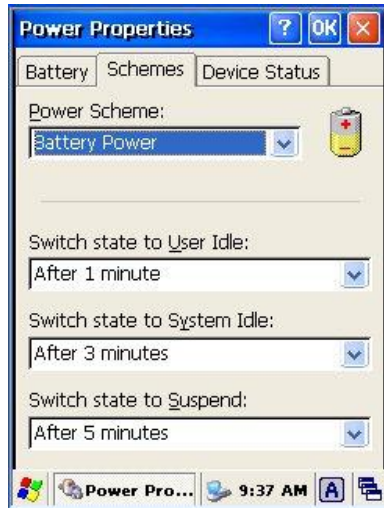 Power Properties ? OK ×
Battery Schemes Device Status
Power Scheme:
Battery Power
Switch state to User Idle:
After 1 minute
Switch state to System Idle:
After 3 minutes
Switch state to Suspend:
After 5 minutes
Power Pro... 9:37 AM A